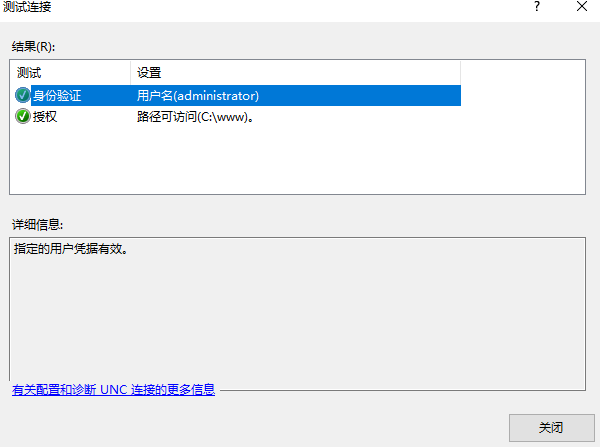 测试连接
?
结果(R):
测试 设置
身份验证 用户名(administrator)
授权 路径可访问(C:\www)。
详细信息:
指定的用户凭据有效。
有关配置和诊断 UNC 连接的更多信息
关闭